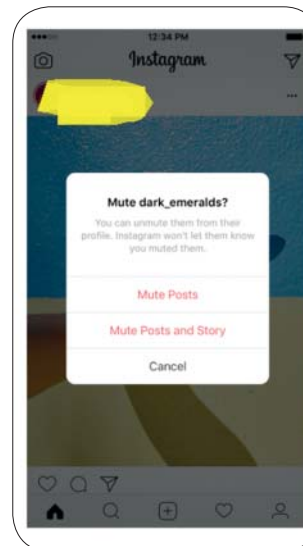 12:34 PM
Instagram
Mute dark_emeralds?
You can unmute them from their
profile. Instagram won't let them know
you muted them.
Mute Posts
Mute Posts and Story
Cancel